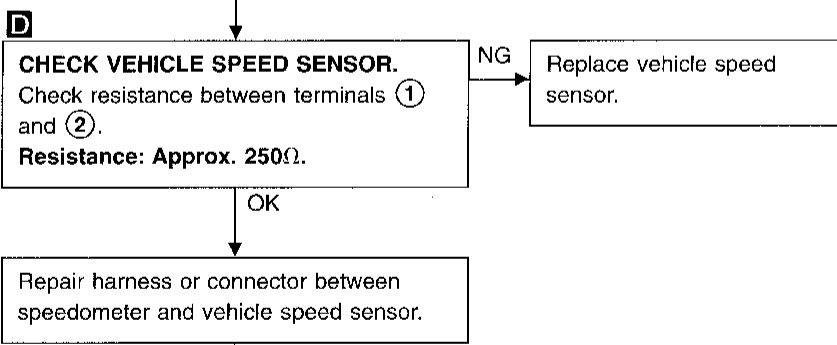 D
CHECK VEHICLE SPEED SENSOR.
Check resistance between terminals ①
and ②.
Resistance: Approx. 250Ω.
NG
Replace vehicle speed
sensor.
OK
Repair harness or connector between
speedometer and vehicle speed sensor.